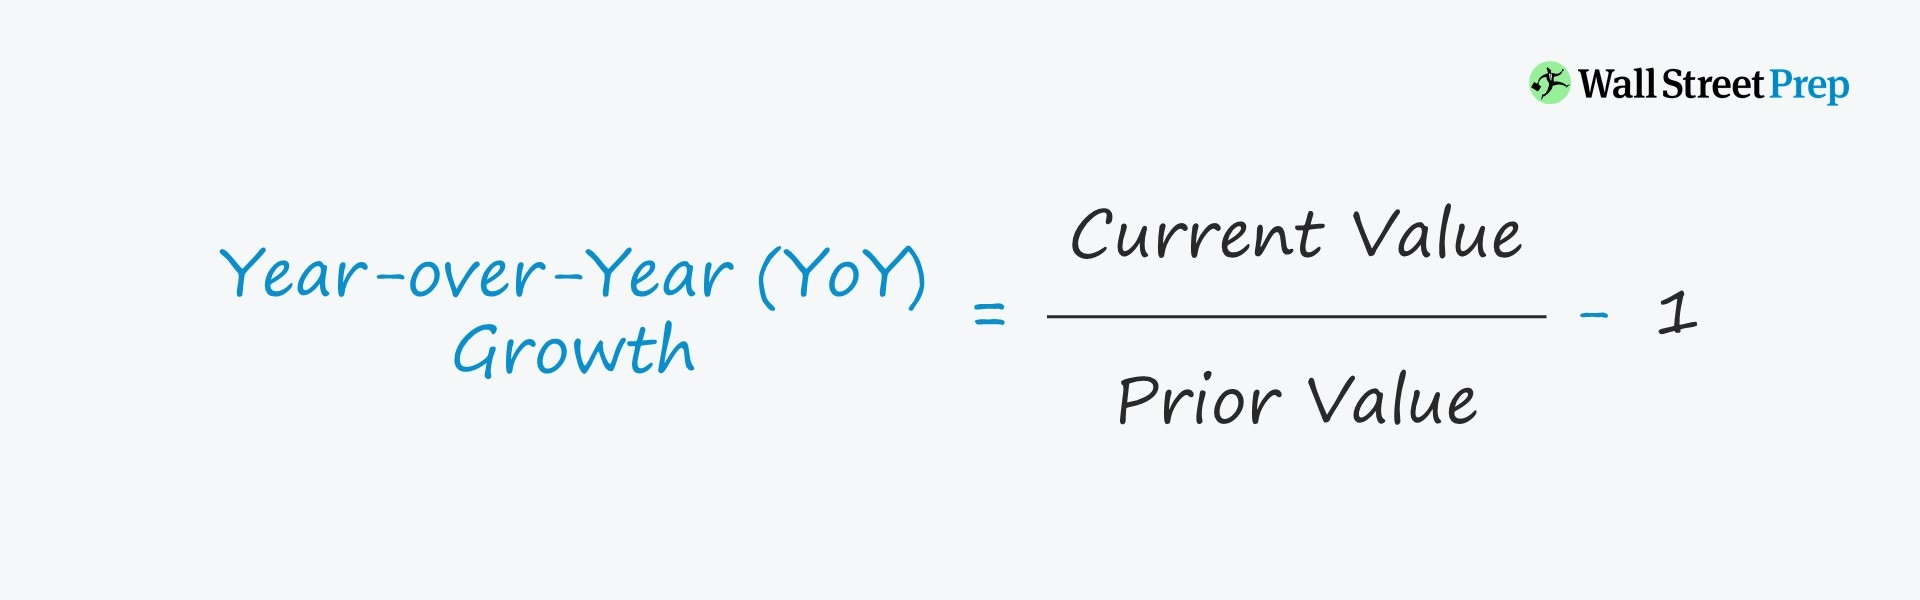 Wall Street Prep
Year-over-Year (YoY)
Growth
=
Current Value
Prior Value
- 1